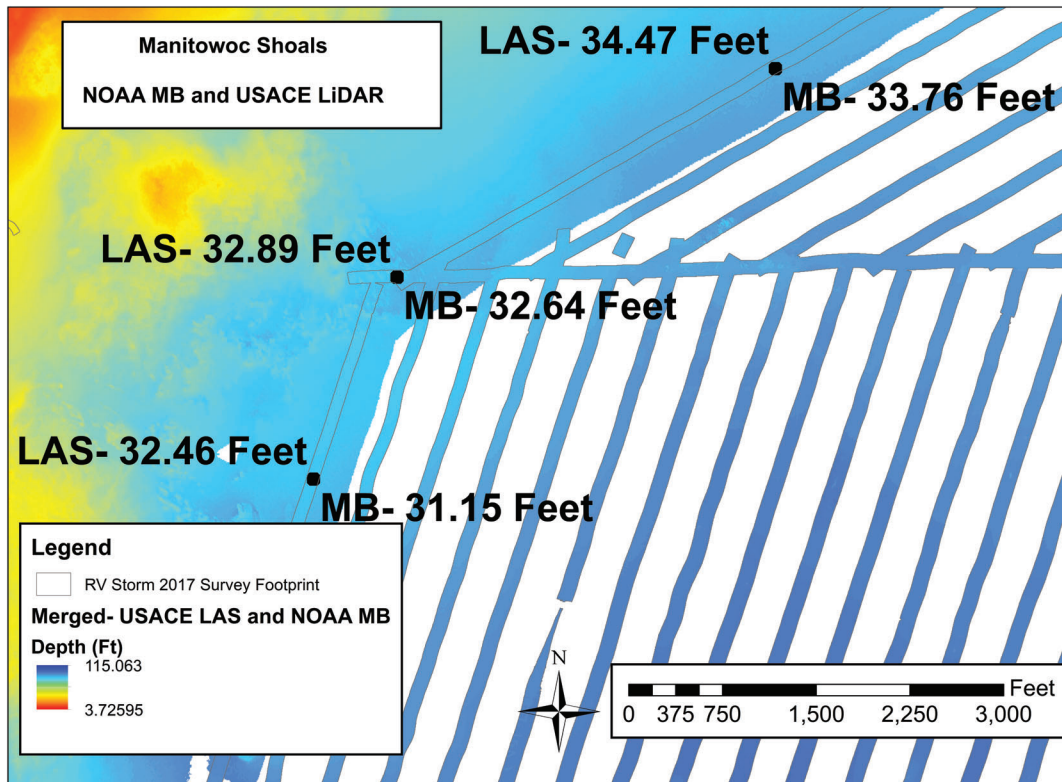 Manitowoc Shoals
NOAA MB and USACE LiDAR
LAS- 34.47 Feet
MB- 33.76 Feet
LAS- 32.89 Feet
MB- 32.64 Feet
LAS- 32.46 Feet
MB- 31.15 Feet
Legend
RV Storm 2017 Survey Footprint
Merged- USACE LAS and NOAA MB
Depth (Ft)
115.063
3.72595
N
Feet
0 375 750 1,500 2,250 3,000